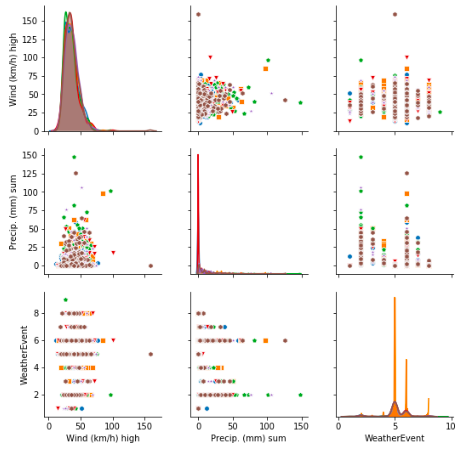 Wind (km/h) high
150
125
100
75
50
25
0
Precip. (mm) sum
150
125
100
75
50
25
0
WeatherEvent
8
6
4
2
0 50 100 150
Wind (km/h) high
0 50 100 150
Precip. (mm) sum
0 5 10
WeatherEvent